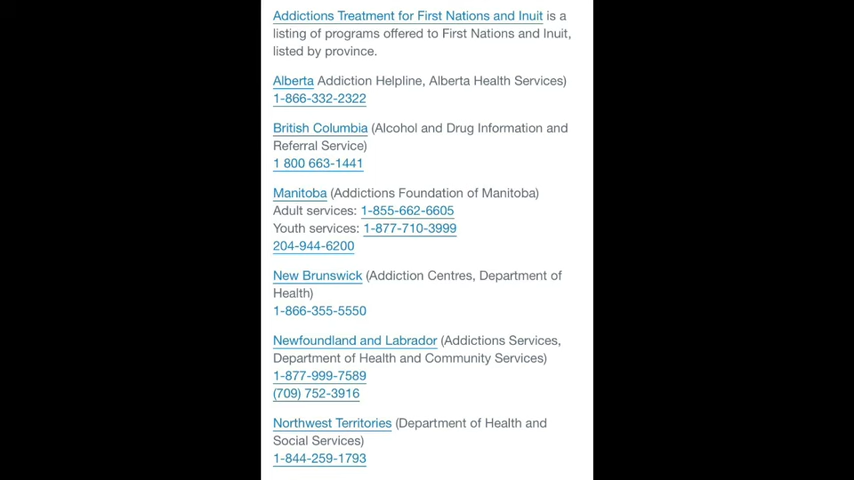 Addictions Treatment for First Nations and Inuit is a
listing of programs offered to First Nations and Inuit,
listed by province.
Alberta Addiction Helpline, Alberta Health Services)
1-866-332-2322
British Columbia (Alcohol and Drug Information and
Referral Service)
1 800 663-1441
Manitoba (Addictions Foundation of Manitoba)
Adult services: 1-855-662-6605
Youth services: 1-877-710-3999
204-944-6200
New Brunswick (Addiction Centres, Department of
Health)
1-866-355-5550
Newfoundland and Labrador (Addictions Services,
Department of Health and Community Services)
1-877-999-7589
(709) 752-3916
Northwest Territories (Department of Health and
Social Services)
1-844-259-1793